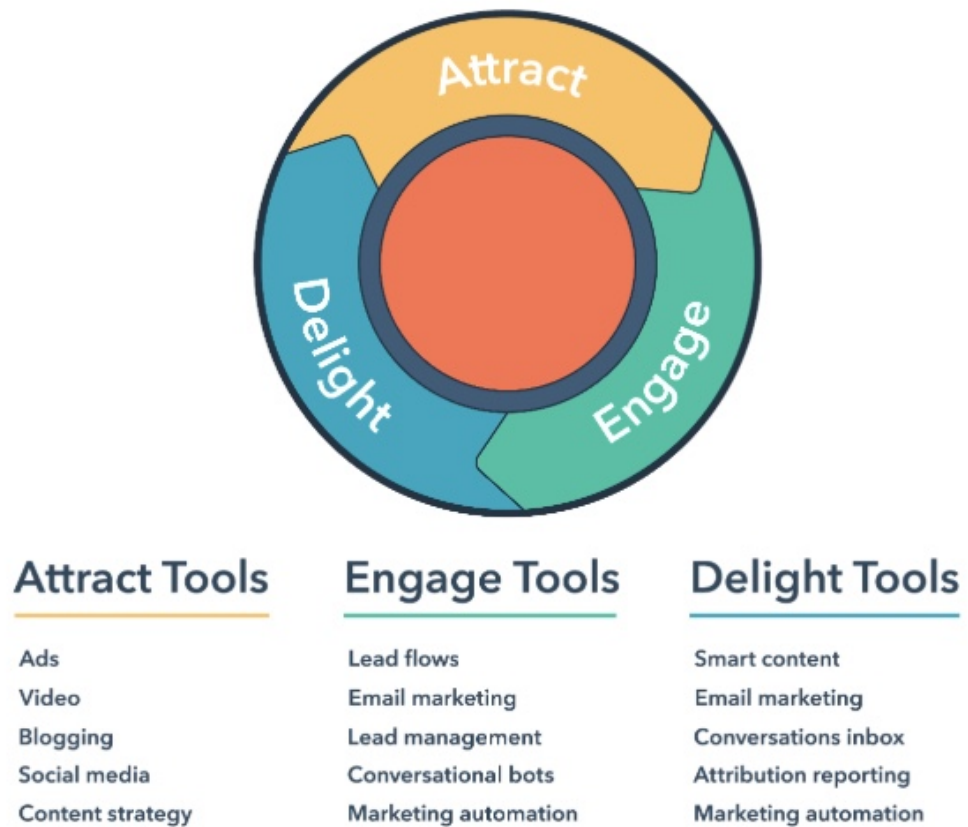 Attract
Engage
Delight
Attract Tools
Ads
Video
Blogging
Social media
Content strategy
Engage Tools
Lead flows
Email marketing
Lead management
Conversational bots
Marketing automation
Delight Tools
Smart content
Email marketing
Conversations inbox
Attribution reporting
Marketing automation